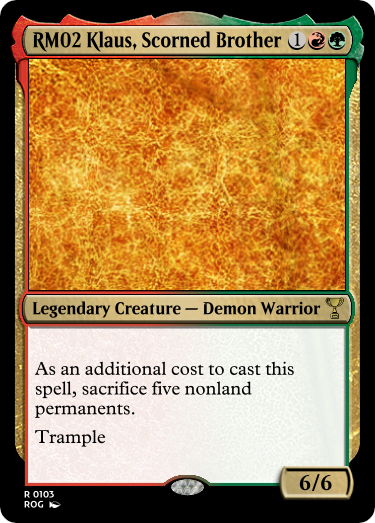 RM02 Klaus, Scorned Brother 1
Legendary Creature — Demon Warrior
As an additional cost to cast this
spell, sacrifice five nonland
permanents.
Trample
6/6
R 0103
ROG